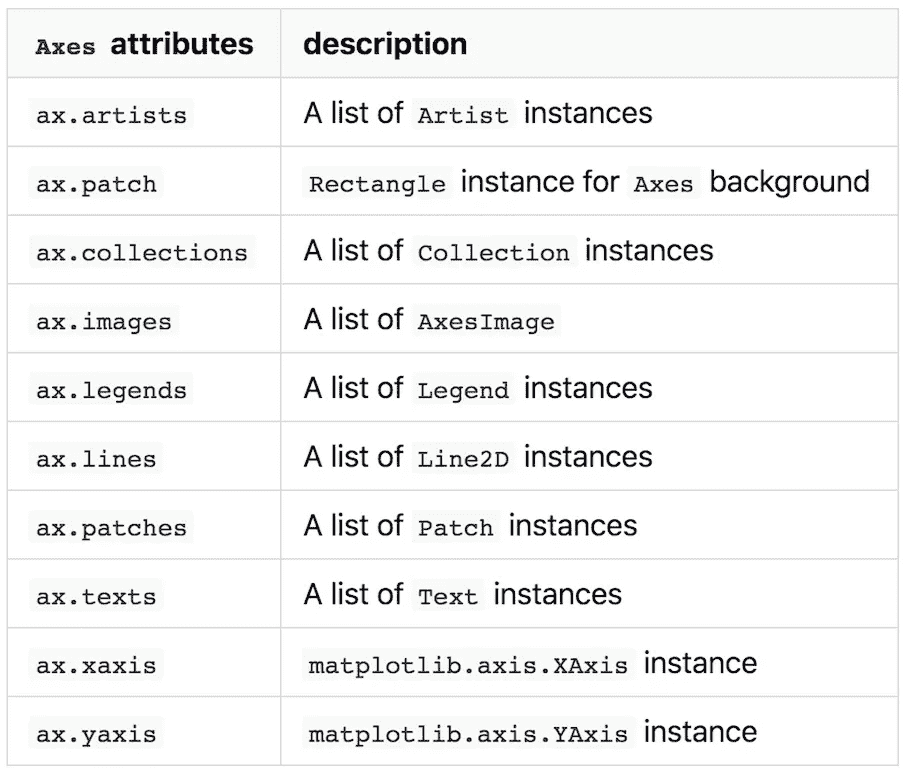 Axes attributes description
ax.artists A list of Artist instances
ax.patch Rectangle instance for Axes background
ax.collections A list of Collection instances
ax.images A list of AxesImage
ax.legends A list of Legend instances
ax.lines A list of Line2D instances
ax.patches A list of Patch instances
ax.texts A list of Text instances
ax.xaxis matplotlib.axis.XAxis instance
ax.yaxis matplotlib.axis.YAxis instance